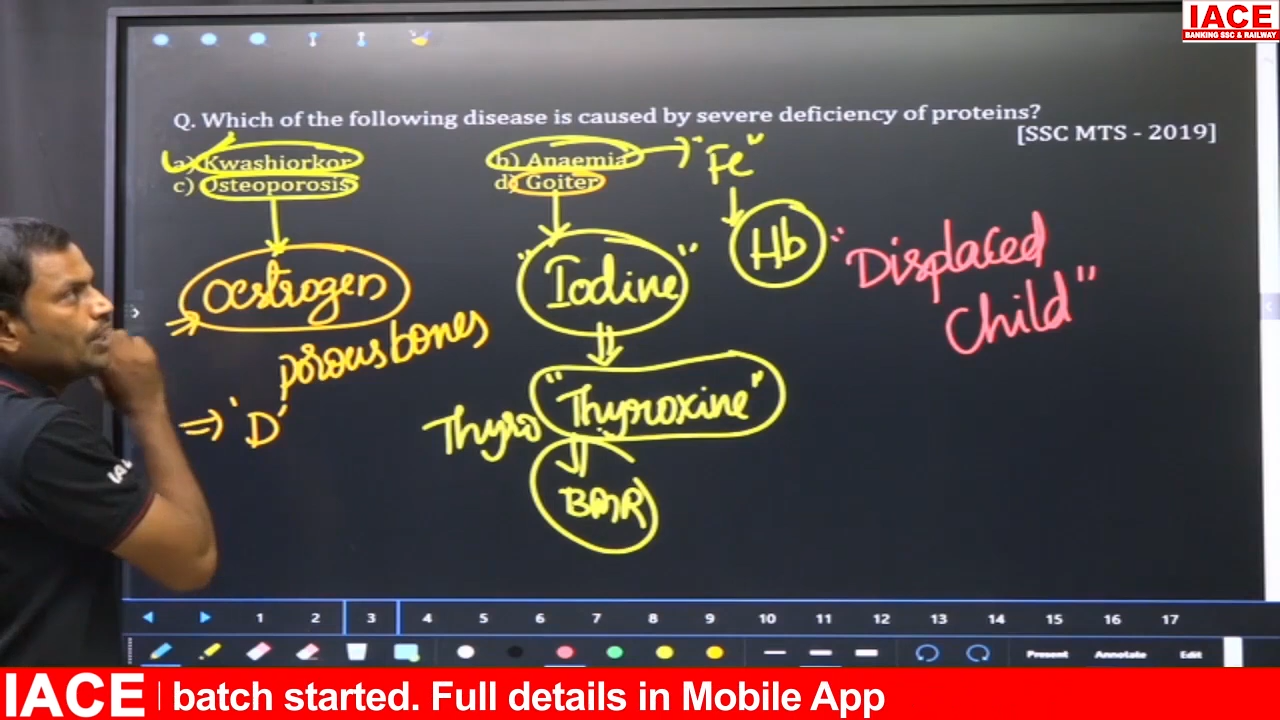 IACE
BANKING SSC & RAILWAY
Q. Which of the following disease is caused by severe deficiency of proteins?
[SSC MTS - 2019]
a) Kwashiorkor
b) Anaemia
"Fe"
c) Osteoporosis
d) Goiter
Hb
"Displaced
Child"
Oestrogen
"Iodine"
porous bones
"Thyroxine"
Thyro
'D'
BMR
1 2 3 4 5 6 7 8 9 10 11 12 13 14 15 16 17
Present Annotate Edit
IAC
IACE | batch started. Full details in Mobile App